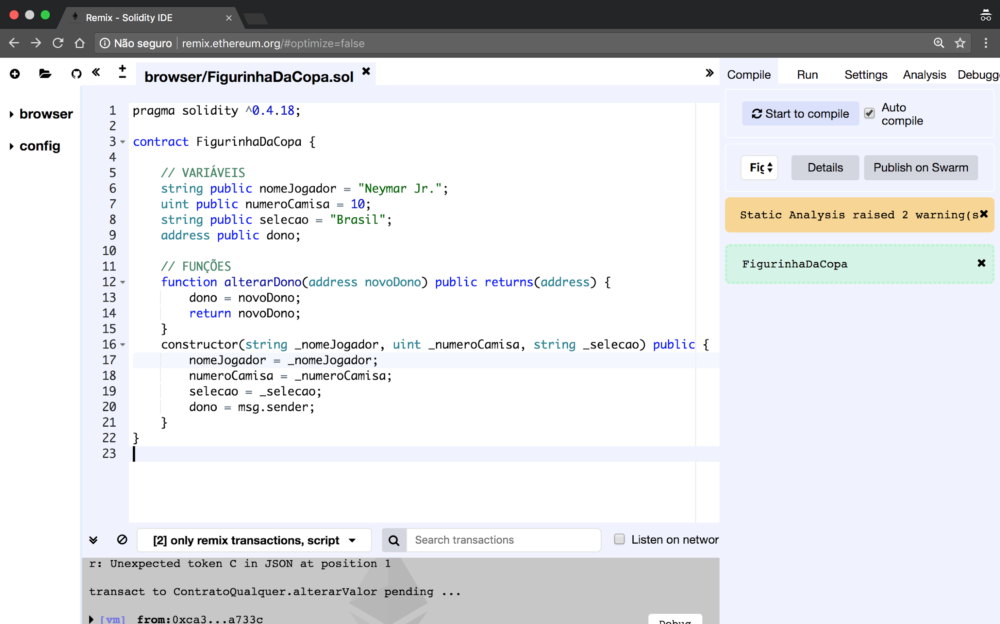 Remix - Solidity IDE
Não seguro remix.ethereum.org/#optimize=false
browser/FigurinhaDaCopa.sol
Compile Run Settings Analysis Debugge
browser
config
1 pragma solidity ^0.4.18;
2
3 contract FigurinhaDaCopa {
4
5 // VARIÁVEIS
6 string public nomeJogador = "Neymar Jr.";
7 uint public numeroCamisa = 10;
8 string public selecao = "Brasil";
9 address public dono;
10
11 // FUNÇÕES
12 function alterarDono(address novoDono) public returns(address) {
13 dono = novoDono;
14 return novoDono;
15 }
16 constructor(string _nomeJogador, uint _numeroCamisa, string _selecao) public {
17 nomeJogador = _nomeJogador;
18 numeroCamisa = _numeroCamisa;
19 selecao = _selecao;
20 dono = msg.sender;
21 }
22 }
23
Start to compile Auto compile
Fig Details Publish on Swarm
Static Analysis raised 2 warning(s
FigurinhaDaCopa
[2] only remix transactions, script Search transactions Listen on networ
r: Unexpected token C in JSON at position 1
transact to ContratoQualquer.alterarValor pending ...
[vm] from:0xca3...a733c
Debug